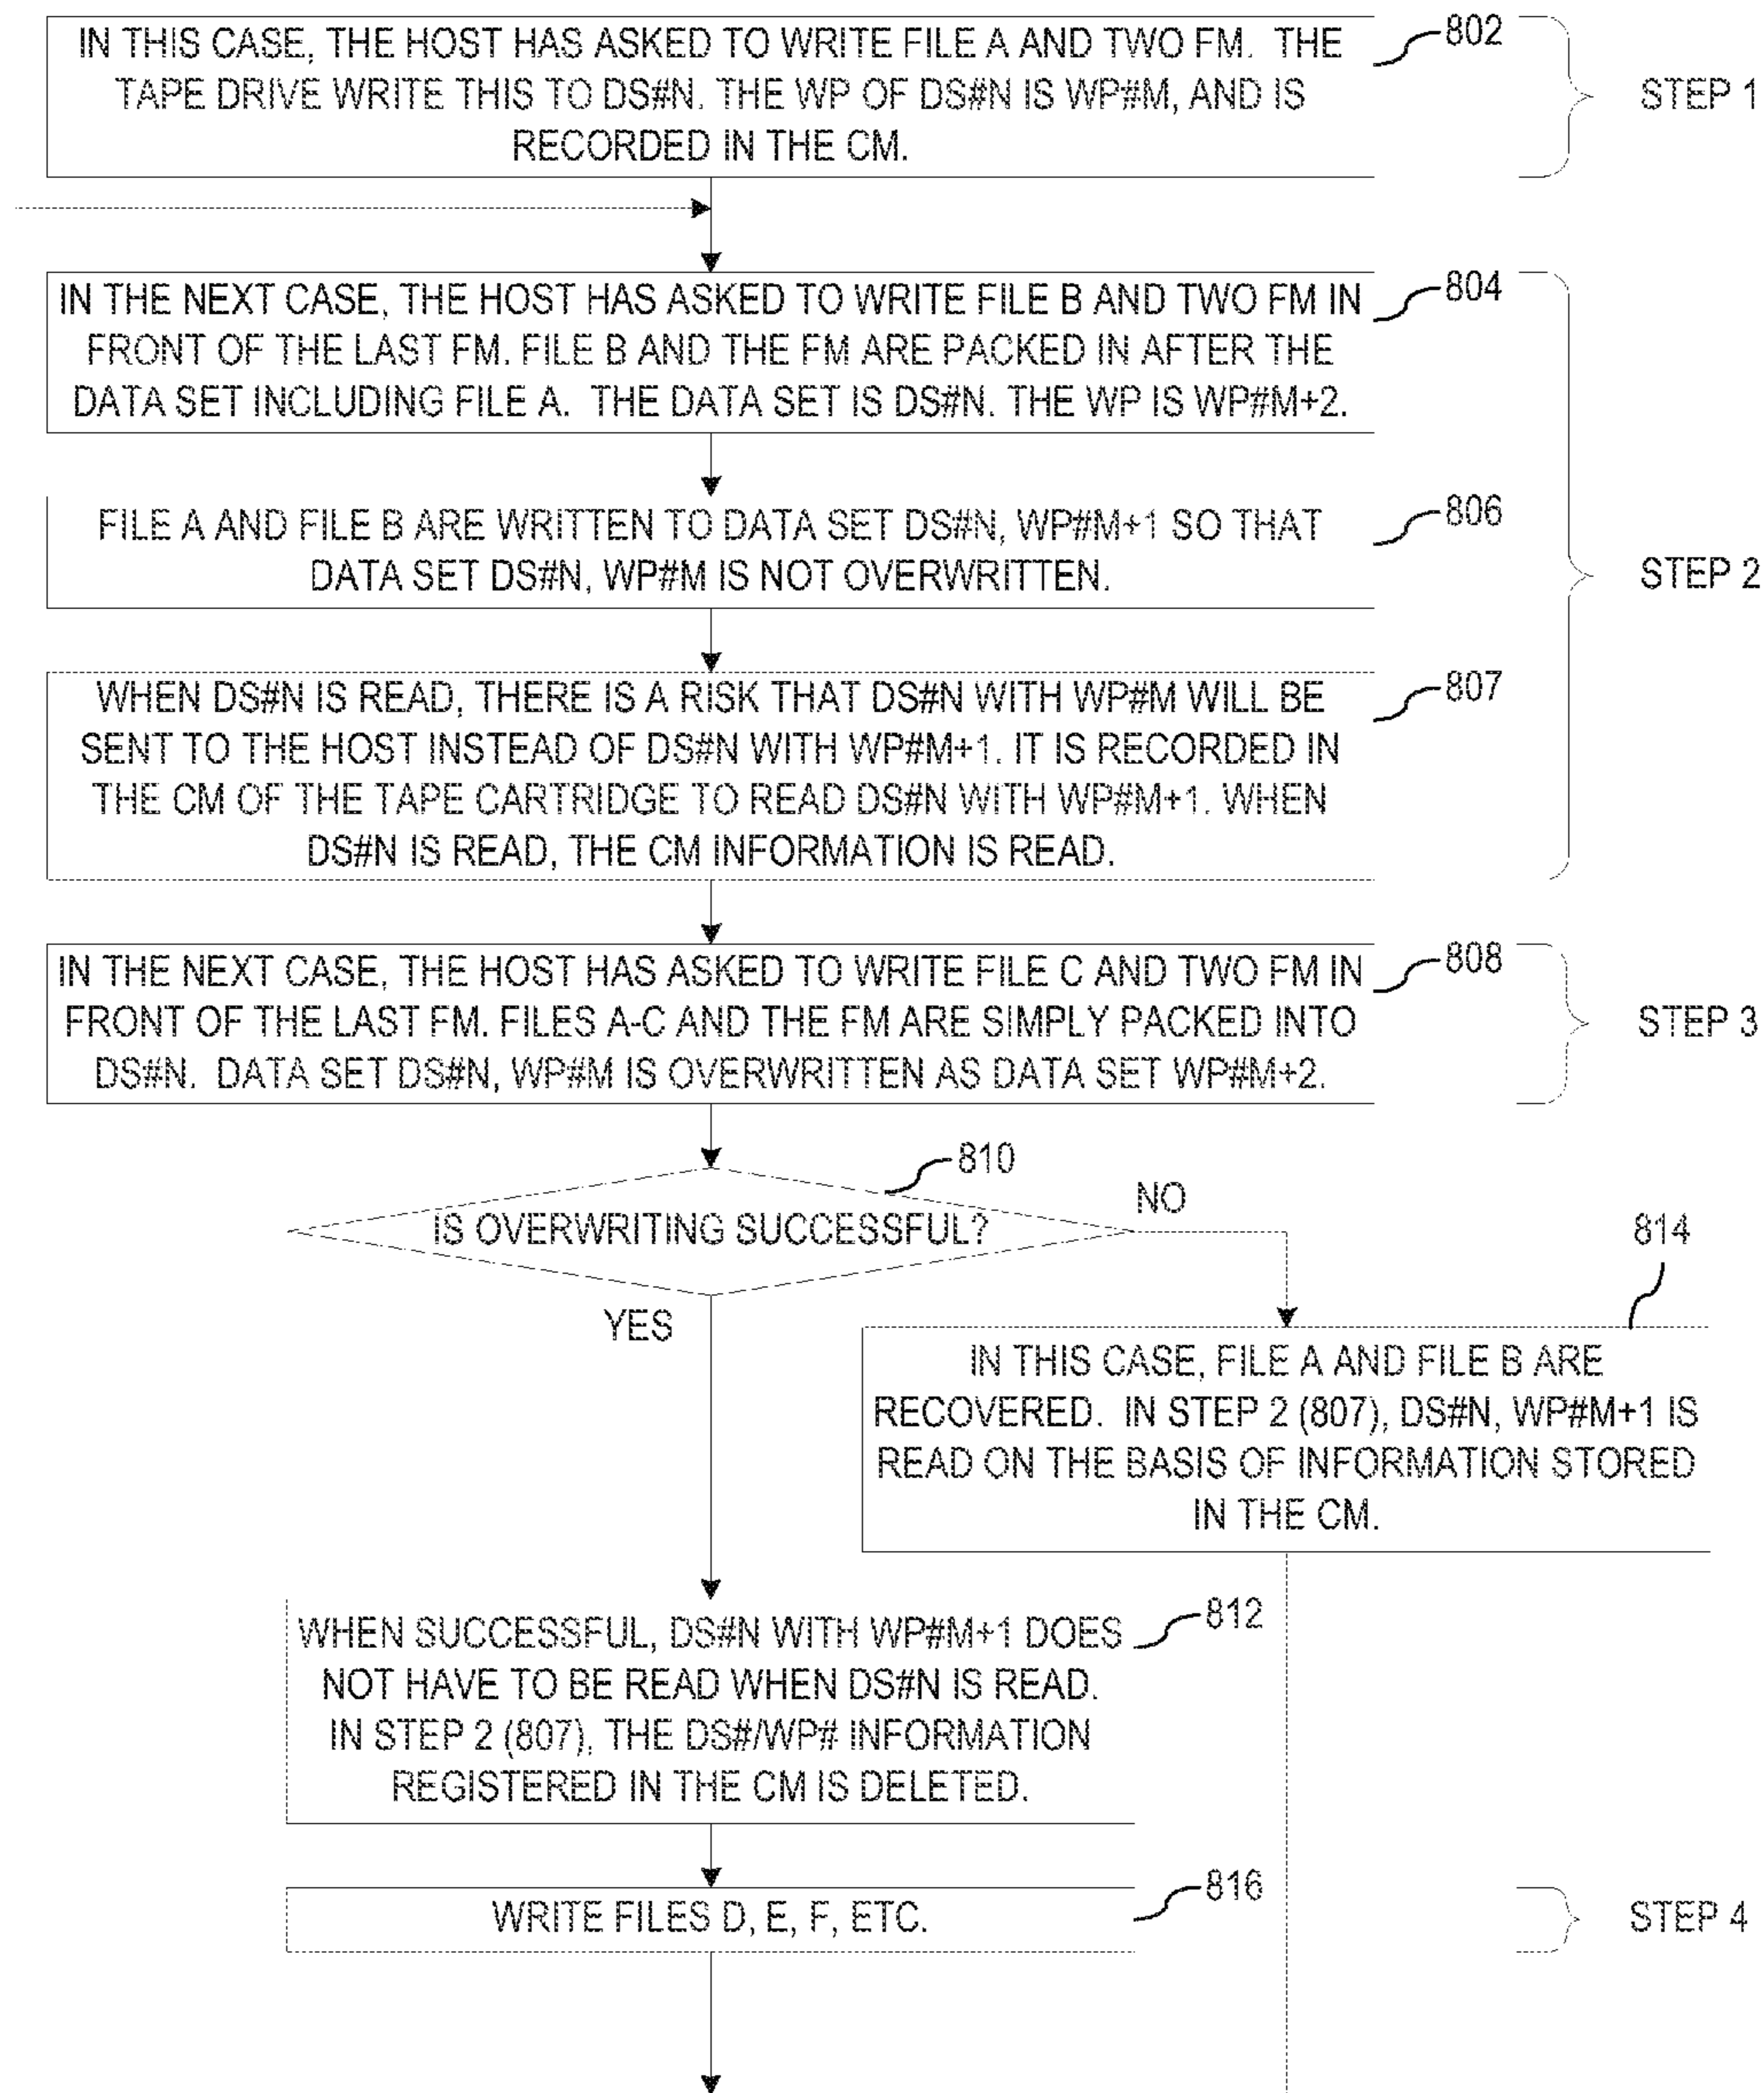 IN THIS CASE, THE HOST HAS ASKED TO WRITE FILE A AND TWO FM. THE
TAPE DRIVE WRITE THIS TO DS#N. THE WP OF DS#N IS WP#M, AND IS
RECORDED IN THE CM.
802
STEP 1
IN THE NEXT CASE, THE HOST HAS ASKED TO WRITE FILE B AND TWO FM IN
FRONT OF THE LAST FM. FILE B AND THE FM ARE PACKED IN AFTER THE
DATA SET INCLUDING FILE A. THE DATA SET IS DS#N. THE WP IS WP#M+2.
804
FILE A AND FILE B ARE WRITTEN TO DATA SET DS#N, WP#M+1 SO THAT
DATA SET DS#N, WP#M IS NOT OVERWRITTEN.
806
STEP 2
WHEN DS#N IS READ, THERE IS A RISK THAT DS#N WITH WP#M WILL BE
SENT TO THE HOST INSTEAD OF DS#N WITH WP#M+1. IT IS RECORDED IN
THE CM OF THE TAPE CARTRIDGE TO READ DS#N WITH WP#M+1. WHEN
DS#N IS READ, THE CM INFORMATION IS READ.
807
IN THE NEXT CASE, THE HOST HAS ASKED TO WRITE FILE C AND TWO FM IN
FRONT OF THE LAST FM. FILES A-C AND THE FM ARE SIMPLY PACKED INTO
DS#N. DATA SET DS#N, WP#M IS OVERWRITTEN AS DATA SET WP#M+2.
808
STEP 3
810
IS OVERWRITING SUCCESSFUL?
NO
YES
814
IN THIS CASE, FILE A AND FILE B ARE
RECOVERED. IN STEP 2 (807), DS#N, WP#M+1 IS
READ ON THE BASIS OF INFORMATION STORED
IN THE CM.
WHEN SUCCESSFUL, DS#N WITH WP#M+1 DOES
NOT HAVE TO BE READ WHEN DS#N IS READ.
IN STEP 2 (807), THE DS#/WP# INFORMATION
REGISTERED IN THE CM IS DELETED.
812
WRITE FILES D, E, F, ETC.
816
STEP 4